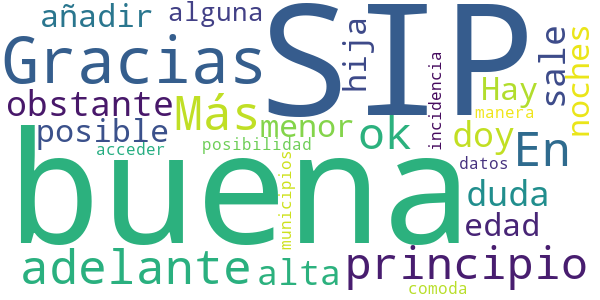 añadir
alguna
SIP
Gracias
hija
sale
noches
obstante
Más
Hay
manera
posible
menor
ok
incidencia
doy
En
acceder
posibilidad
datos
buena
municipios
duda
edad
adelante
alta
principio
comoda